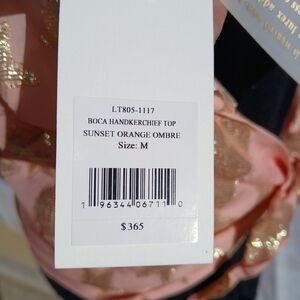 LT805-1117
BOCA HANDKERCHIEF TOP
SUNSET ORANGE OMBRE
Size: M
1 96344 06711 0
$365